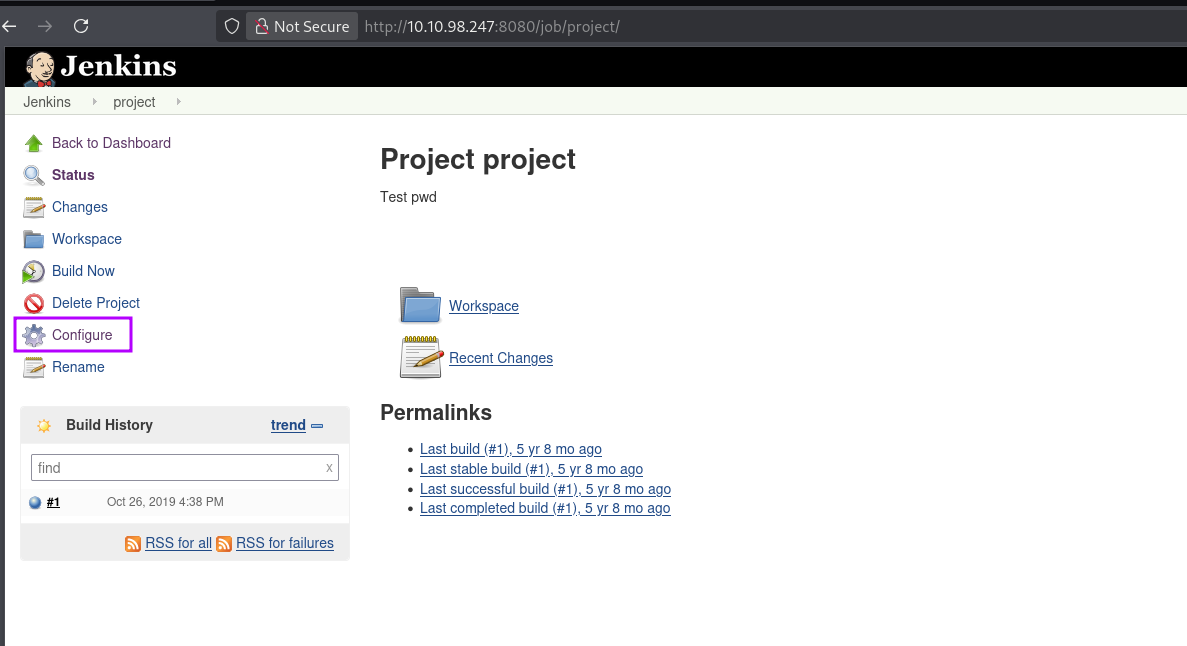 Not Secure http://10.10.98.247:8080/job/project/
Jenkins
Jenkins project
Back to Dashboard
Status
Changes
Workspace
Build Now
Delete Project
Configure
Rename
Build History trend
find x
#1 Oct 26, 2019 4:38 PM
RSS for all RSS for failures
Project project
Test pwd
Workspace
Recent Changes
Permalinks
Last build (#1), 5 yr 8 mo ago
Last stable build (#1), 5 yr 8 mo ago
Last successful build (#1), 5 yr 8 mo ago
Last completed build (#1), 5 yr 8 mo ago